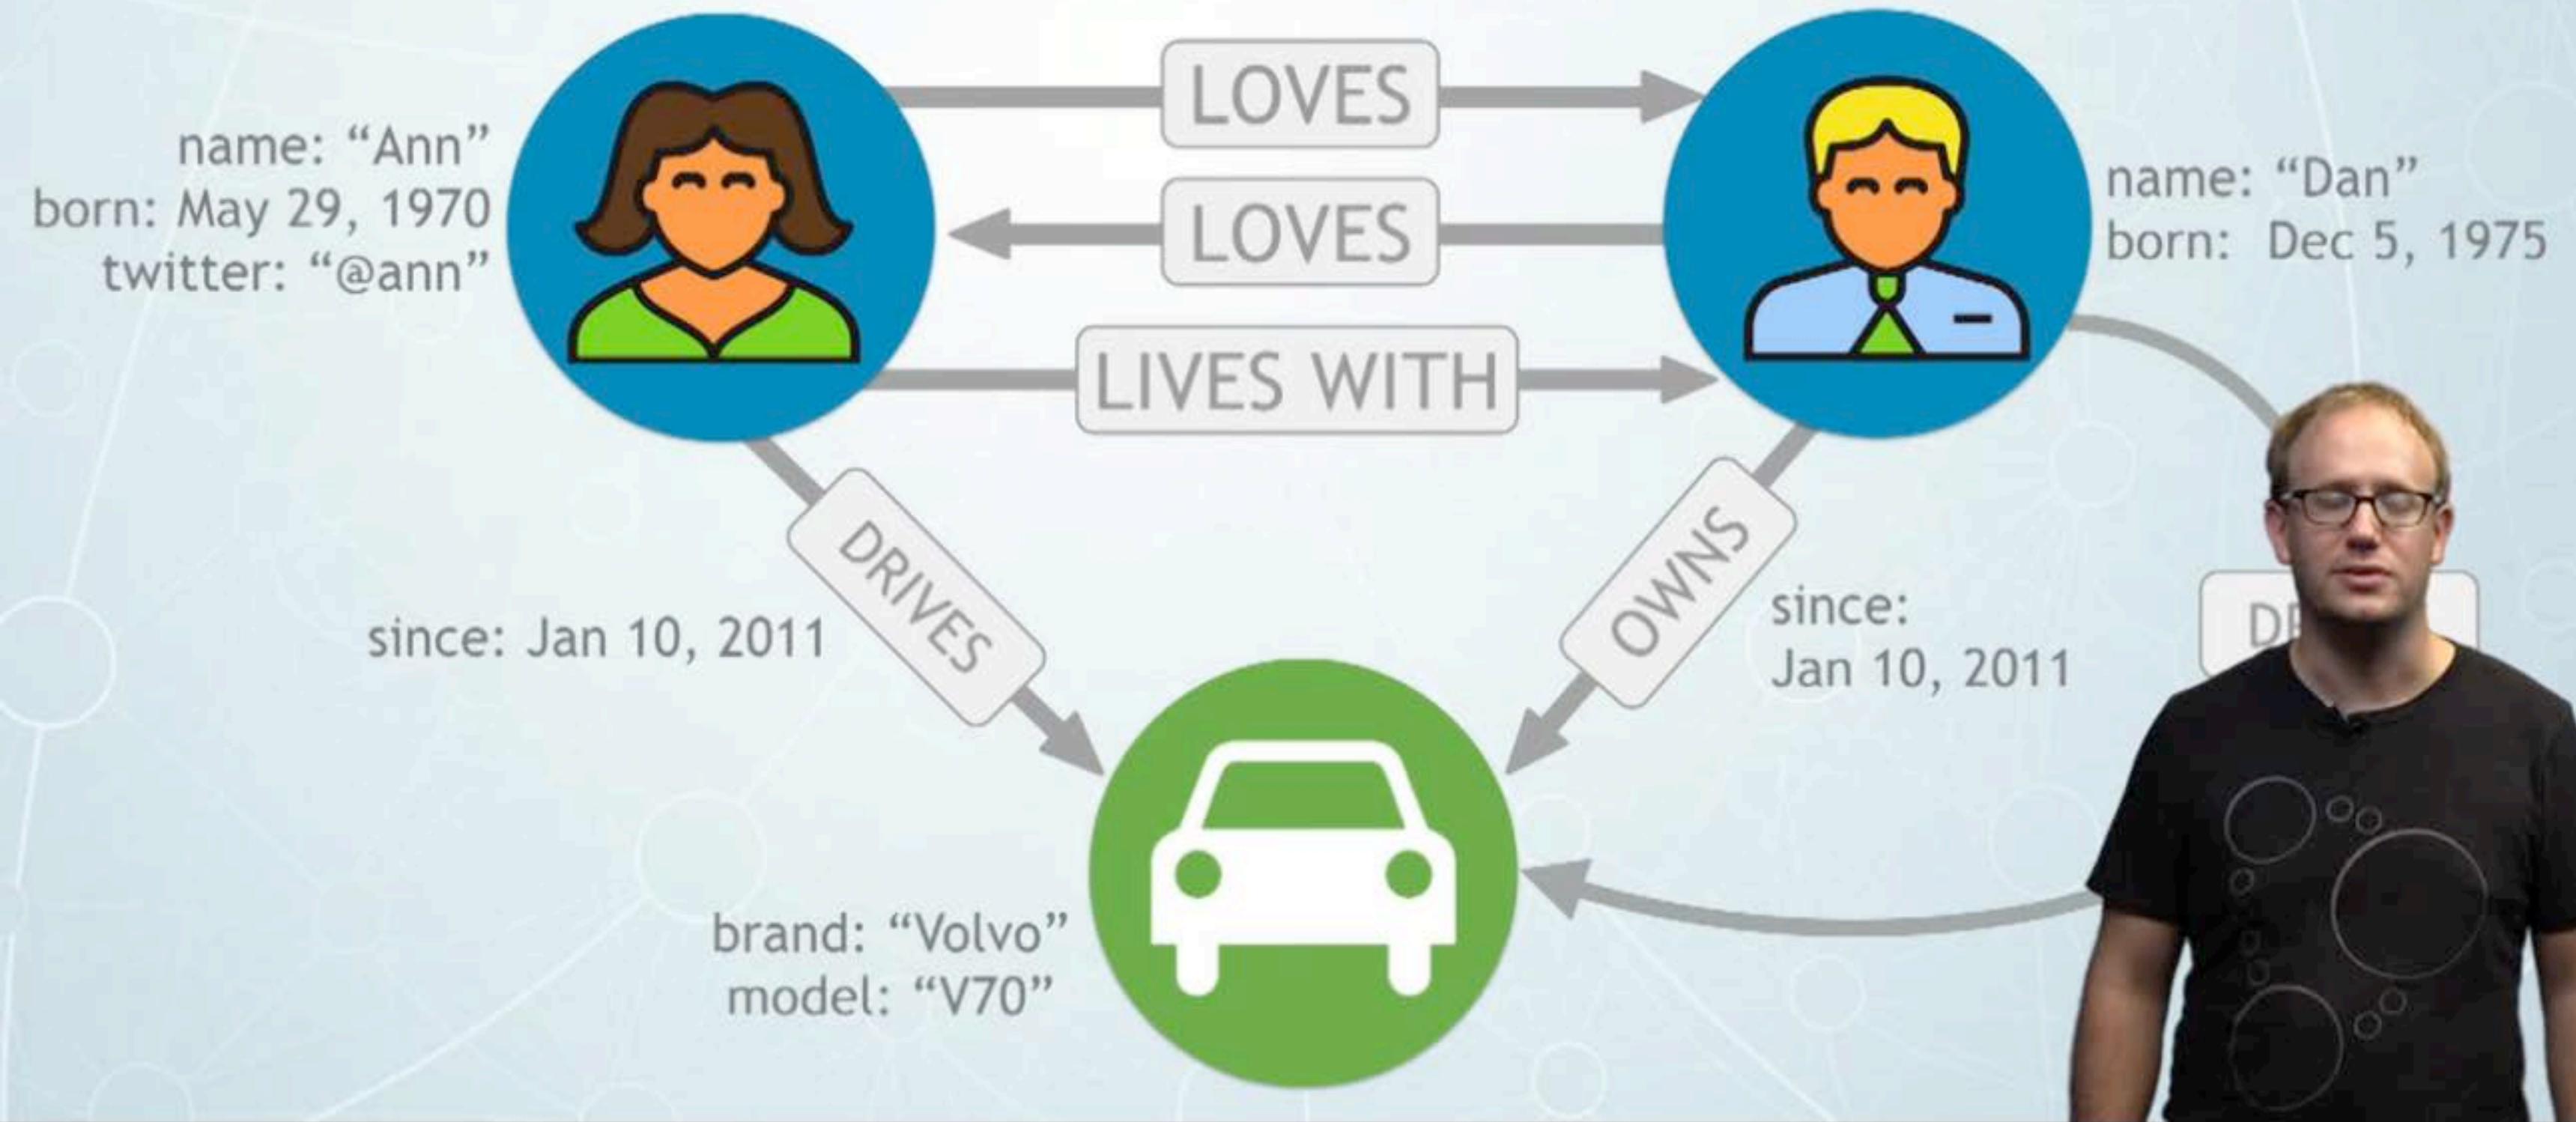 LOVES
name: “Ann”
born: May 29, 1970
twitter: “@ann”
name: “Dan”
born: Dec 5, 1975
LOVES
LIVES WITH
DRIVES
OWNS
since: Jan 10, 2011
since:
Jan 10, 2011
brand: “Volvo”
model: “V70”